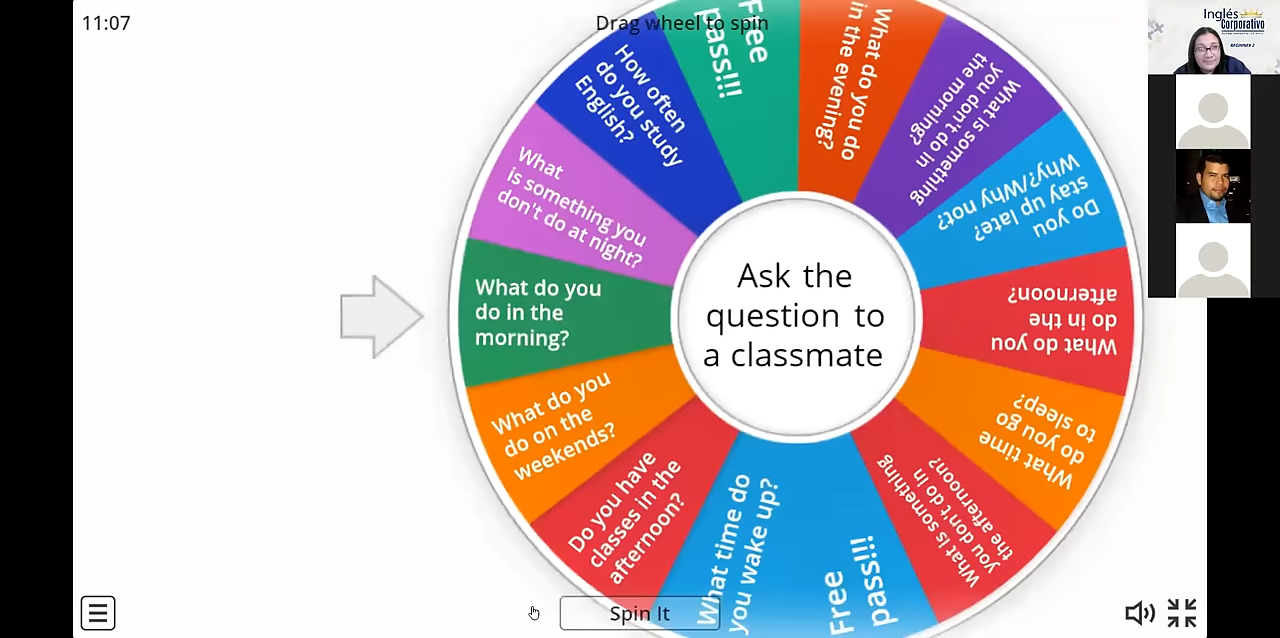 11:07
Drag wheel to spin
Inglés
Corporativo
BEGINNER 2
Free
pass!!!
What do you do
in the evening?
What is something
you don't do in
the morning?
Do you
stay up late?
Why?/Why not?
What do you
do in the
afternoon?
What time
do you go
to sleep?
What is something
you don't do in
the afternoon?
Free
pass!!!
What time do
you wake up?
Do you have
classes in the
afternoon?
What do you
do on the
weekends?
What do you
do in the
morning?
What
is something you
don't do at night?
How often
do you study
English?
Ask the
question to
a classmate
Spin It